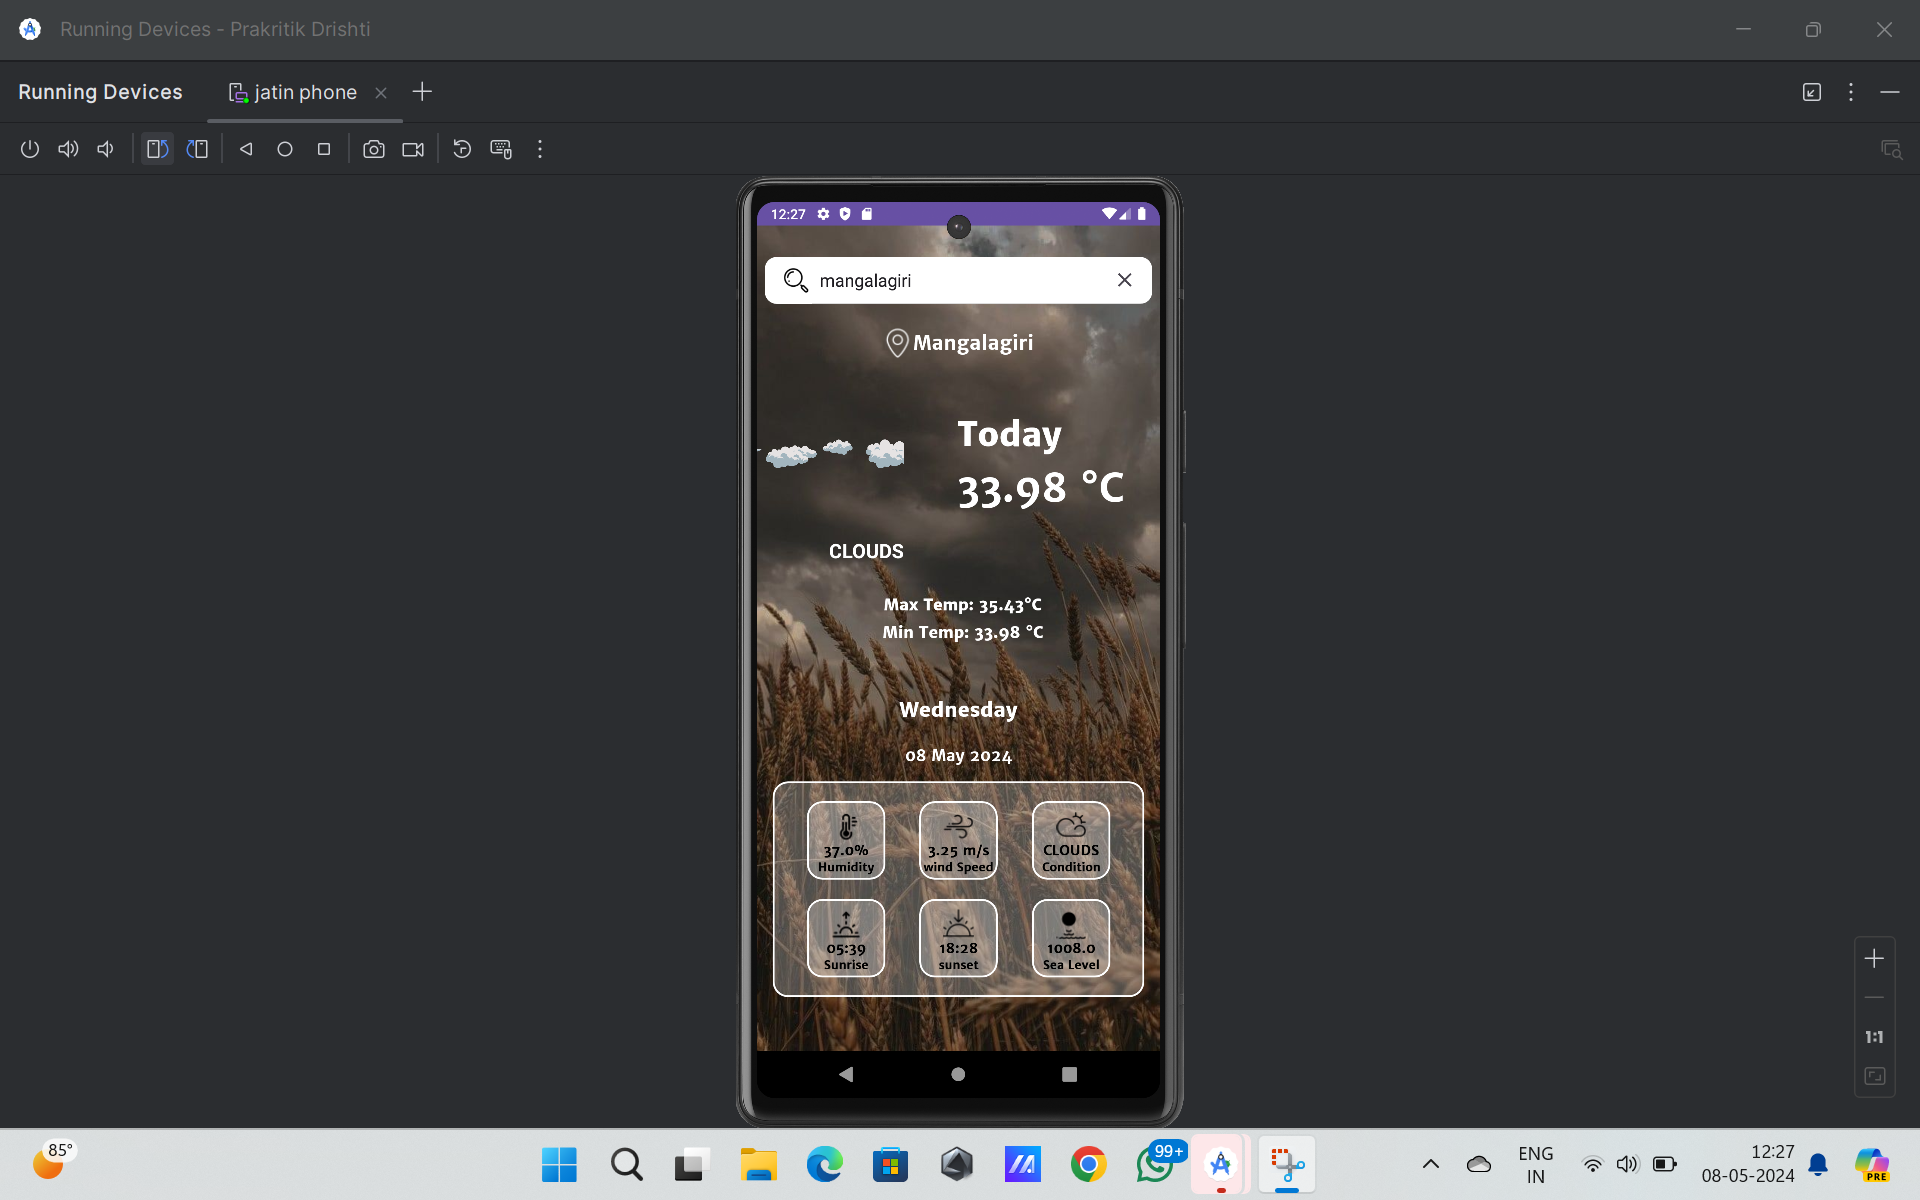 Running Devices - Prakritik Drishti
Running Devices
jatin phone
12:27
mangalagiri
Mangalagiri
Today
33.98 °C
CLOUDS
Max Temp: 35.43°C
Min Temp: 33.98 °C
Wednesday
08 May 2024
37.0%
Humidity
3.25 m/s
wind Speed
CLOUDS
Condition
05:39
Sunrise
18:28
sunset
1008.0
Sea Level
1:1
85°
99+
ENG
IN
12:27
08-05-2024
PRE